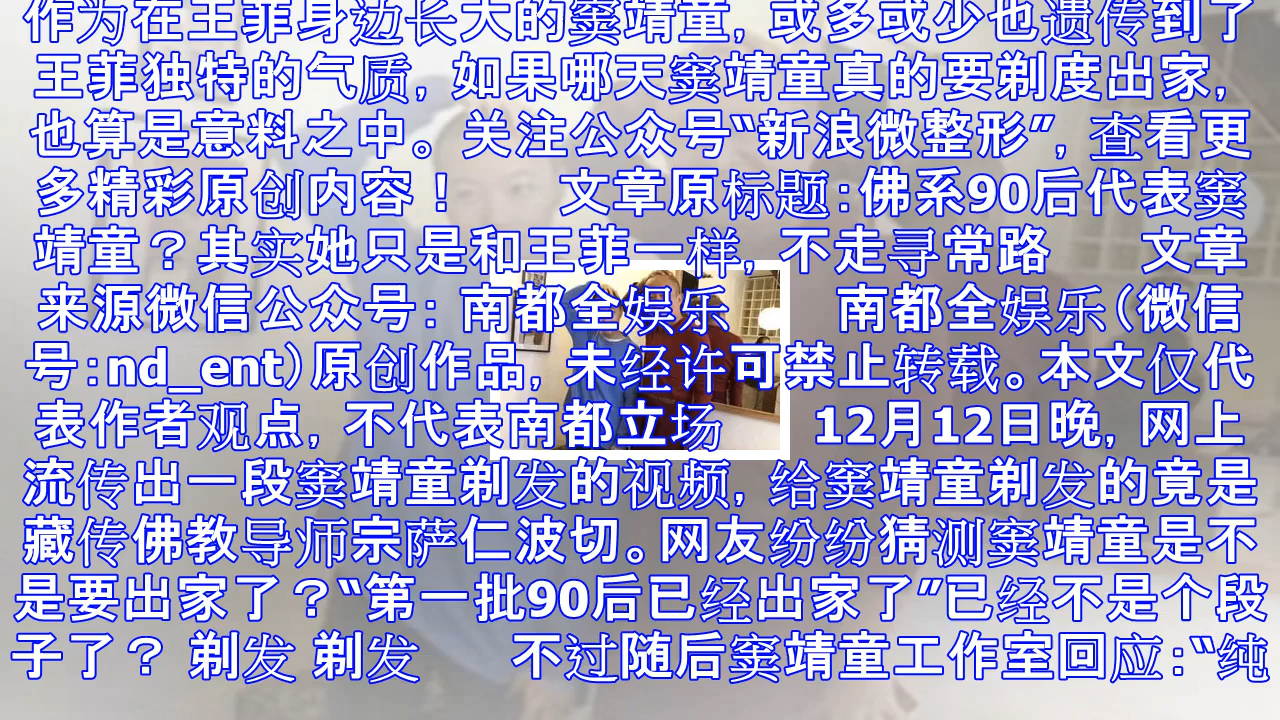 作为在王菲身边长大的窦靖童，或多或少也遗传到了
王菲独特的气质，如果哪天窦靖童真的要剃度出家，
也算是意料之中。关注公众号“新浪微整形”，查看更
多精彩原创内容！　　文章原标题：佛系90后代表窦
靖童？其实她只是和王菲一样，不走寻常路　　文章
来源微信公众号：南都全娱乐　　南都全娱乐（微信
号：nd_ent）原创作品，未经许可禁止转载。本文仅代
表作者观点，不代表南都立场　　12月12日晚，网上
流传出一段窦靖童剃发的视频，给窦靖童剃发的竟是
藏传佛教导师宗萨仁波切。网友纷纷猜测窦靖童是不
是要出家了？“第一批90后已经出家了”已经不是个段
子了？ 剃发 剃发　　不过随后窦靖童工作室回应：“纯